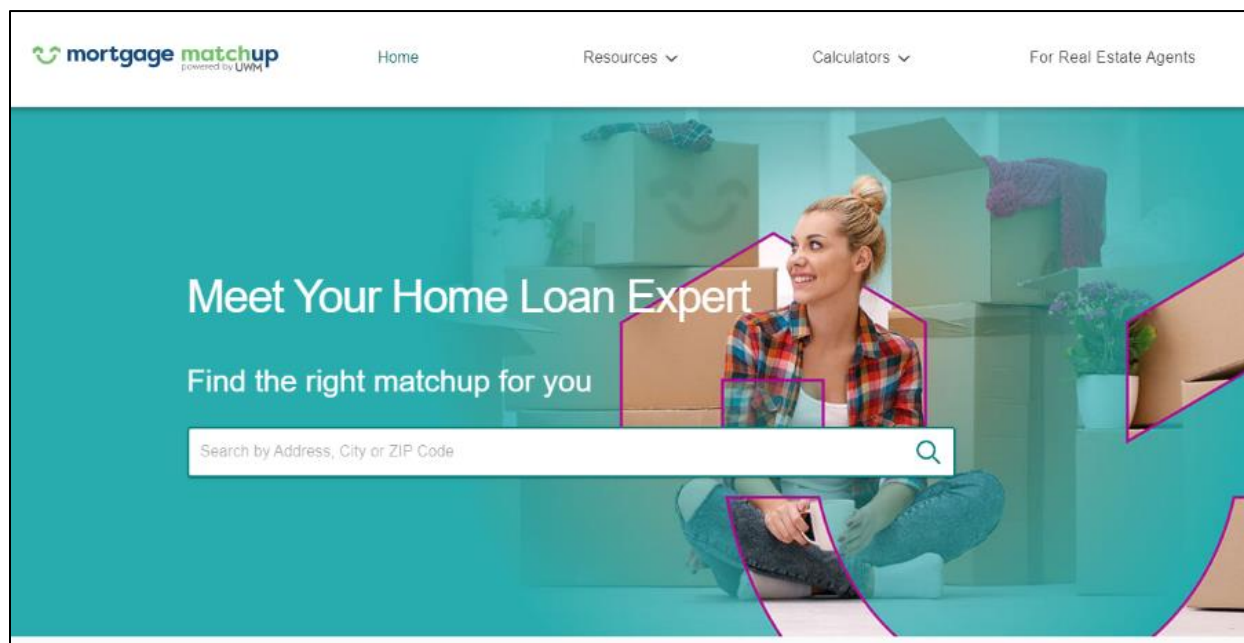 mortgage matchup
powered by UWM
Home
Resources
Calculators
For Real Estate Agents
Meet Your Home Loan Expert
Find the right matchup for you
Search by Address, City or ZIP Code